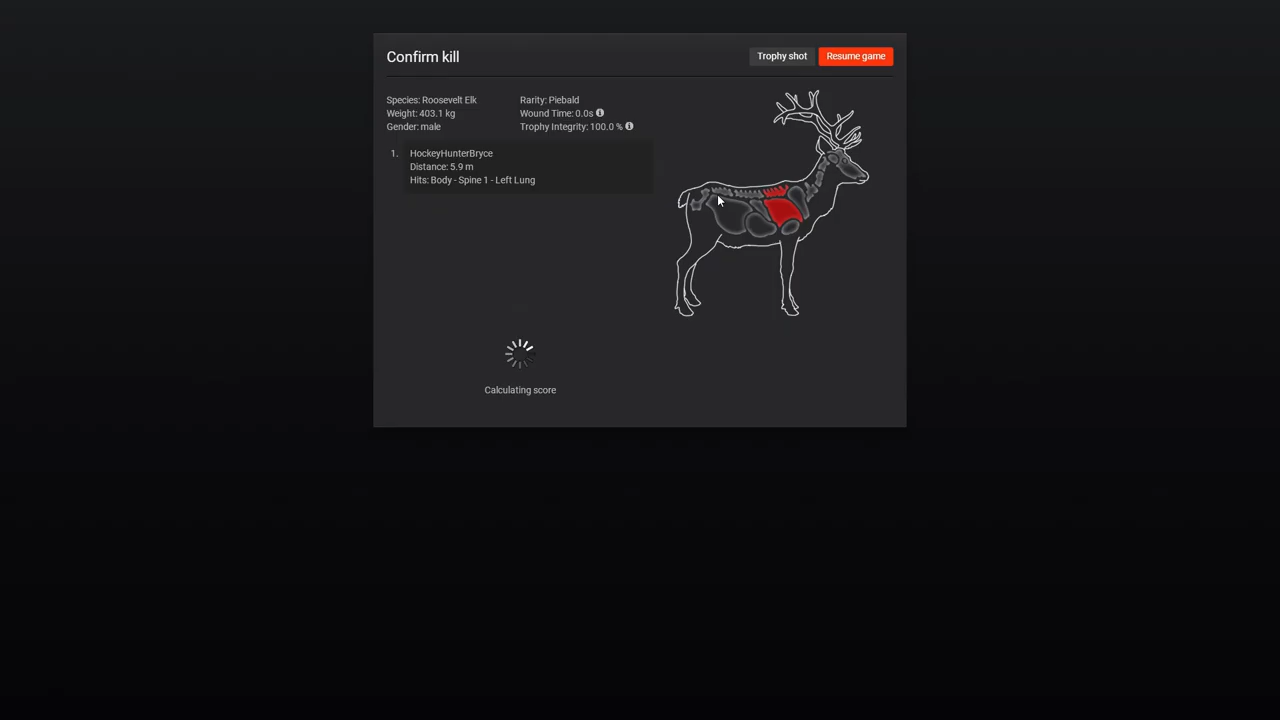 Confirm kill
Trophy shot
Resume game
Species: Roosevelt Elk
Weight: 403.1 kg
Gender: male
Rarity: Piebald
Wound Time: 0.0s
Trophy Integrity: 100.0 %
1. HockeyHunterBryce
Distance: 5.9 m
Hits: Body - Spine 1 - Left Lung
Calculating score